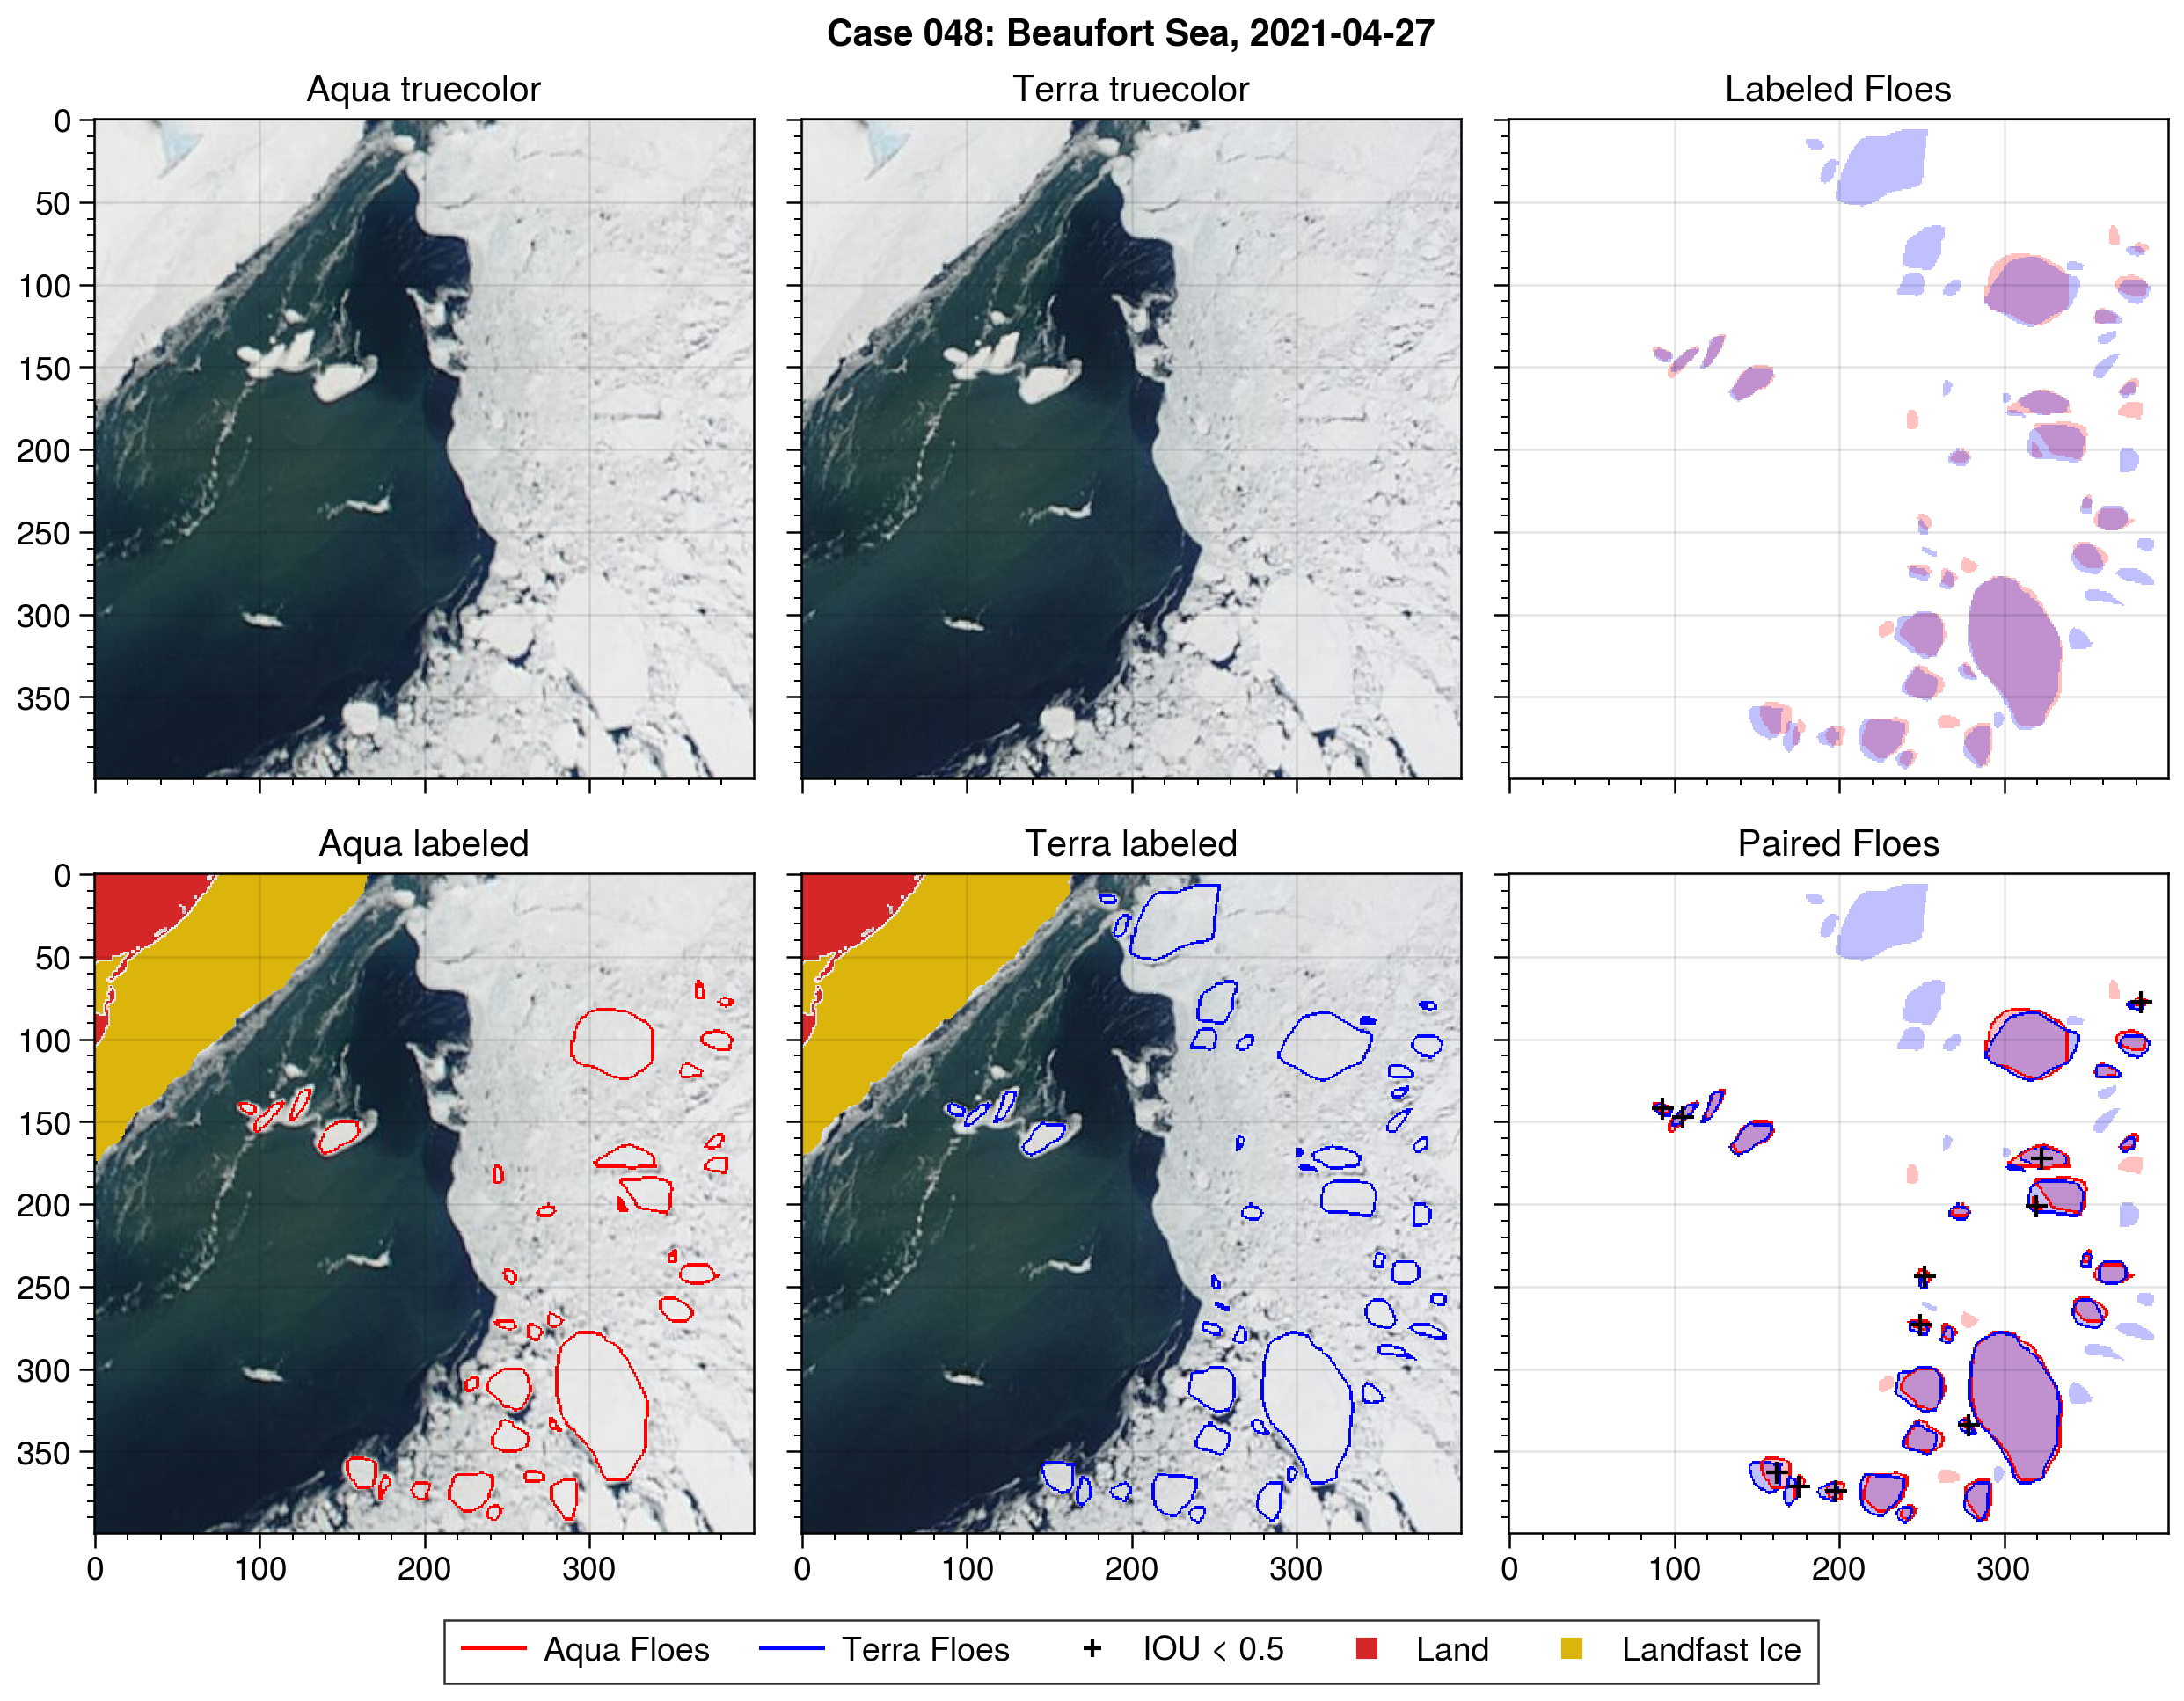 Case 048: Beaufort Sea, 2021-04-27
Aqua truecolor
Terra truecolor
Labeled Floes
0
50
100
150
200
250
300
350
Aqua labeled
Terra labeled
Paired Floes
0
50
100
150
200
250
300
350
0 100 200 300
0 100 200 300
0 100 200 300
Aqua Floes
Terra Floes
IOU < 0.5
Land
Landfast Ice